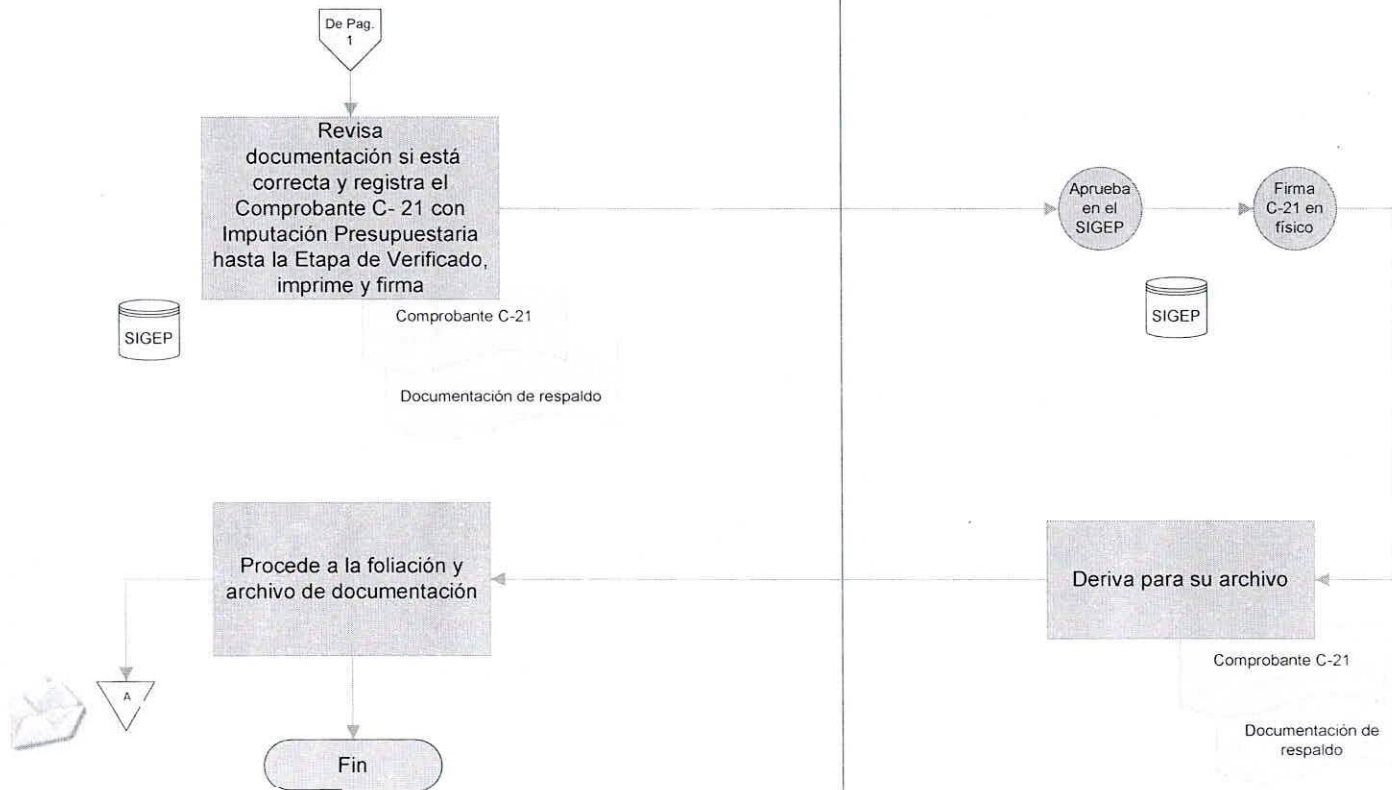 De Pag.
1
Revisa
documentación si está
correcta y registra el
Comprobante C- 21 con
Imputación Presupuestaria
hasta la Etapa de Verificado,
imprime y firma
SIGEP
Comprobante C-21
Documentación de respaldo
Aprueba
en el
SIGEP
Firma
C-21 en
físico
SIGEP
Procede a la foliación y
archivo de documentación
A
Fin
Deriva para su archivo
Comprobante C-21
Documentación de
respaldo